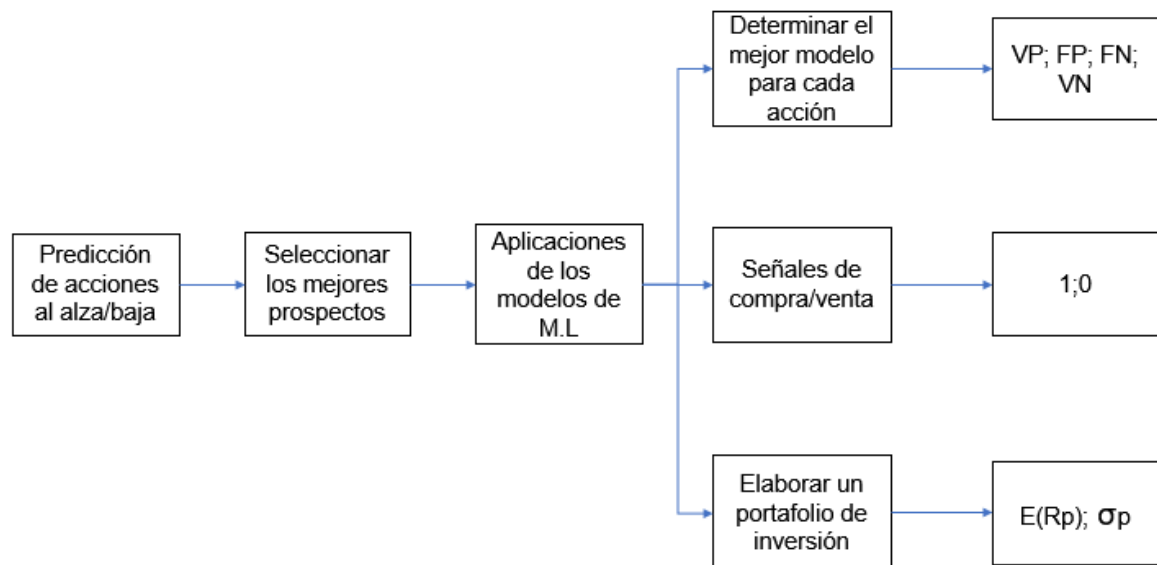 Predicción
de acciones
al alza/baja
Seleccionar
los mejores
prospectos
Aplicaciones
de los
modelos de
M.L
Determinar el
mejor modelo
para cada
acción
VP; FP; FN;
VN
Señales de
compra/venta
1;0
Elaborar un
portafolio de
inversión
E(Rp); σp